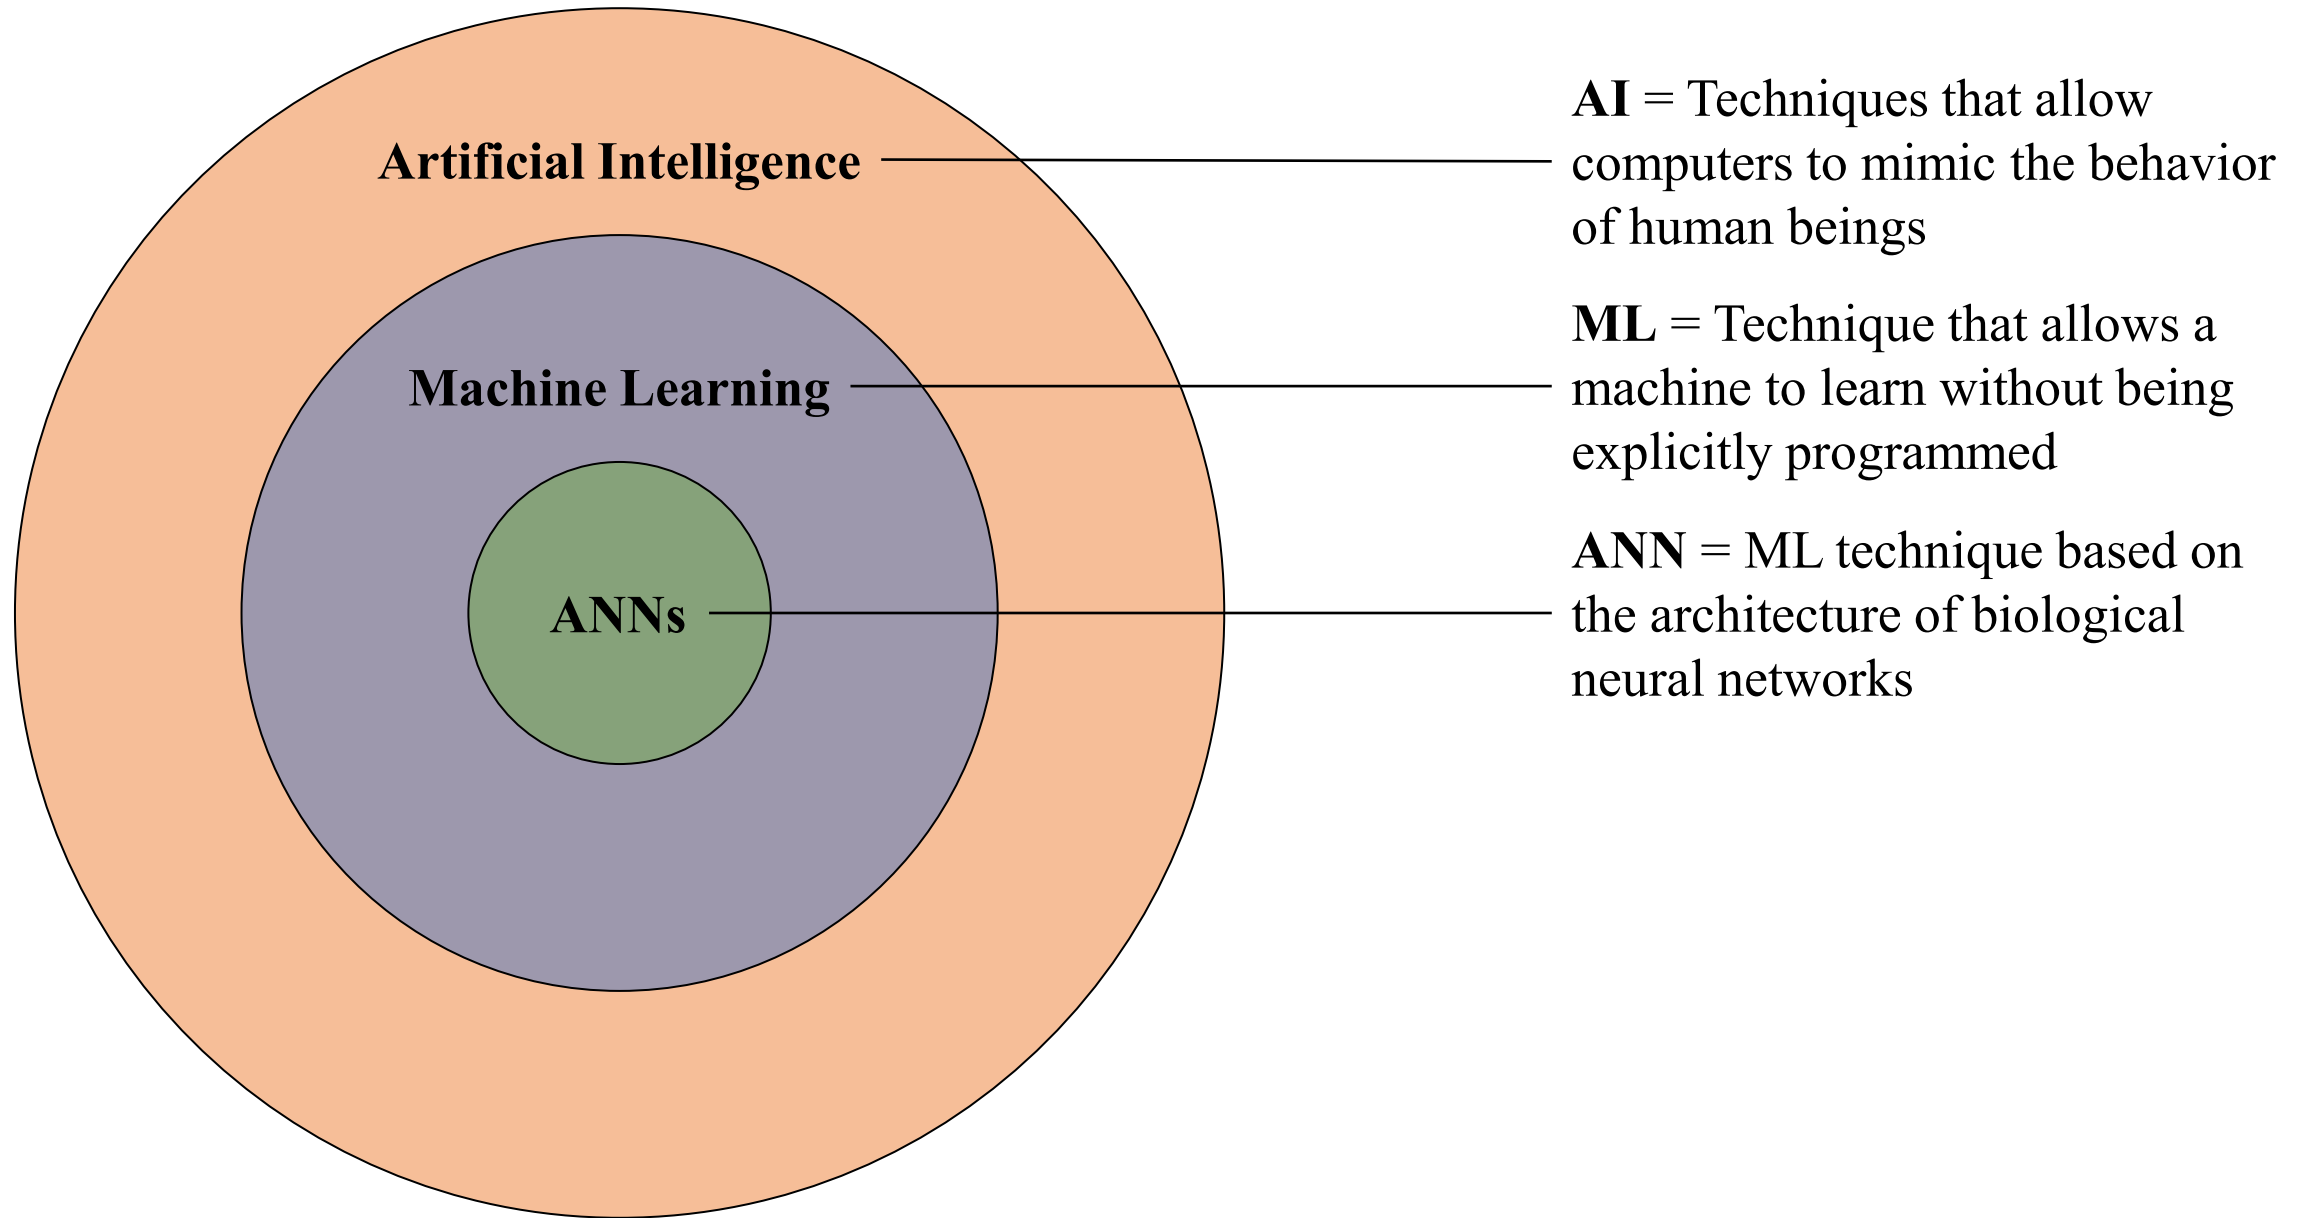 Artificial Intelligence
Machine Learning
ANNs
AI = Techniques that allow
computers to mimic the behavior
of human beings
ML = Technique that allows a
machine to learn without being
explicitly programmed
ANN = ML technique based on
the architecture of biological
neural networks